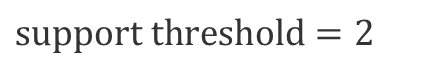 support threshold = 2